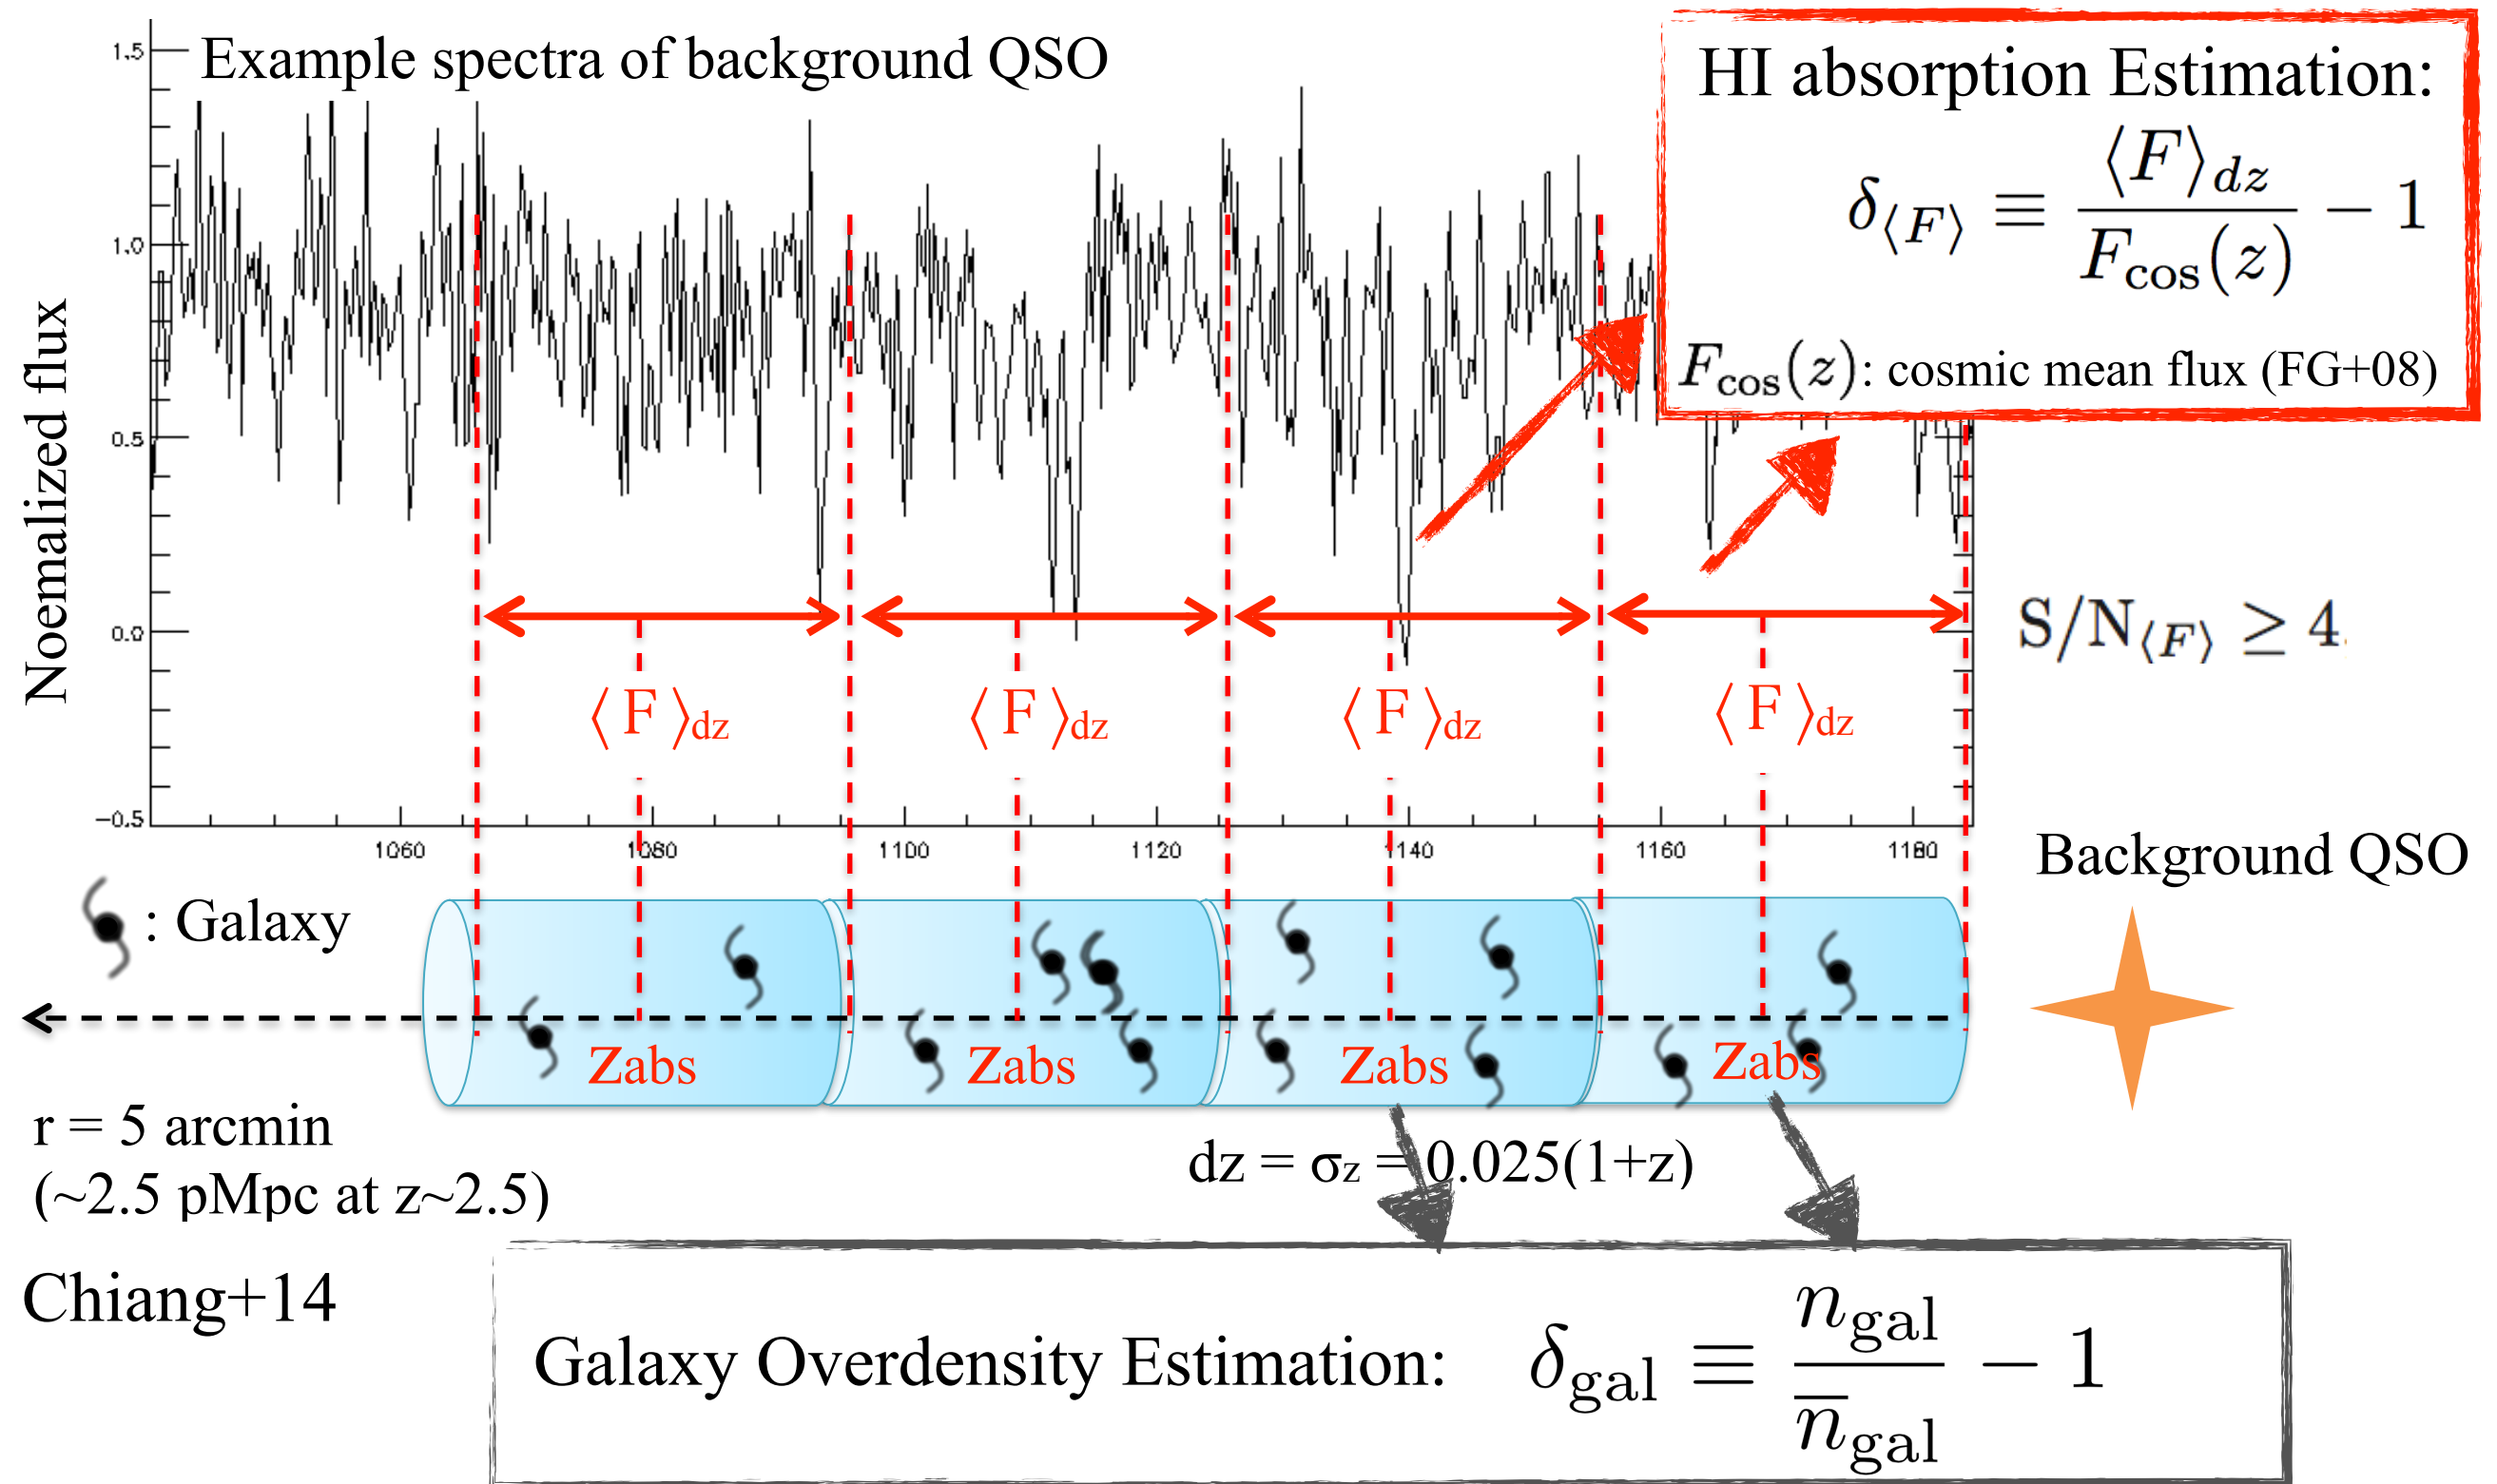 Example spectra of background QSO
HI absorption Estimation:
δ⟨F⟩ ≡ ⟨F⟩dz / Fcos(z) − 1
Fcos(z): cosmic mean flux (FG+08)
Noemalized flux
1.5
1.0
0.5
0.0
−0.5
S/N⟨F⟩ ≥ 4.
⟨ F ⟩dz ⟨ F ⟩dz ⟨ F ⟩dz ⟨ F ⟩dz
1060 1080 1100 1120 1140 1160 1180
Background QSO
: Galaxy
Zabs Zabs Zabs Zabs
r = 5 arcmin
(~2.5 pMpc at z~2.5)
dz = σz = 0.025(1+z)
Chiang+14
Galaxy Overdensity Estimation: δgal ≡ ngal / n̅gal − 1